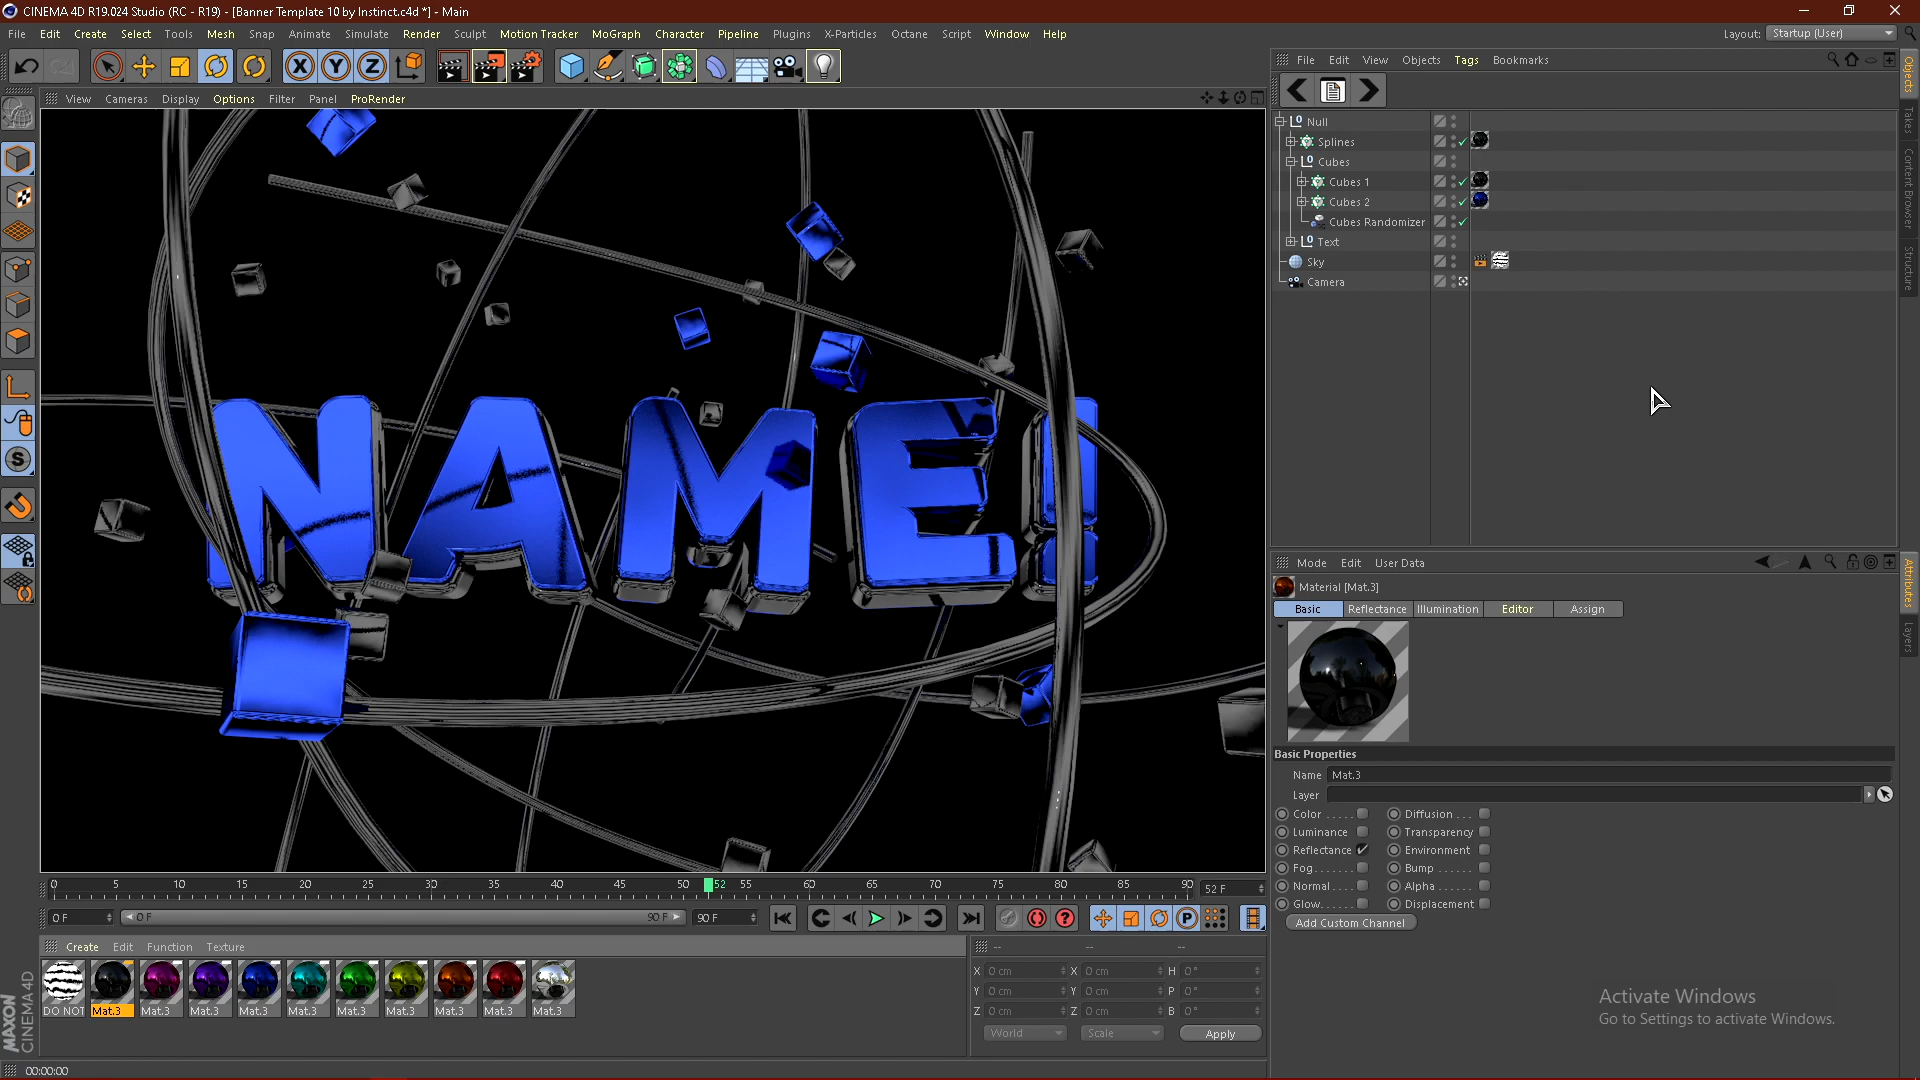 CINEMA 4D R19.024 Studio (RC - R19) - [Banner Template 10 by Instinct.c4d *] - Main
File Edit Create Select Tools Mesh Snap Animate Simulate Render Sculpt Motion Tracker MoGraph Character Pipeline Plugins X-Particles Octane Script Window Help
Layout: Startup (User)
File Edit View Objects Tags Bookmarks
View Cameras Display Options Filter Panel ProRender
Null
Splines
Cubes
Cubes 1
Cubes 2
Cubes Randomizer
Text
Sky
Camera
Objects
Takes
Content Browser
Structure
NAME!
Mode Edit User Data
Material [Mat.3]
Basic Reflectance Illumination Editor Assign
Attributes
Layers
Basic Properties
Name Mat.3
Layer
Color Diffusion
Luminance Transparency
Reflectance Environment
Fog Bump
Normal Alpha
Glow Displacement
Add Custom Channel
0 5 10 15 20 25 30 35 40 45 50 52 55 60 65 70 75 80 85 90 52 F
0 F 0 F 90 F 90 F
Create Edit Function Texture
-- -- --
DO NOT Mat.3 Mat.3 Mat.3 Mat.3 Mat.3 Mat.3 Mat.3 Mat.3 Mat.3 Mat.3
X 0 cm X 0 cm H 0°
Y 0 cm Y 0 cm P 0°
Z 0 cm Z 0 cm B 0°
World Scale Apply
MAXON
CINEMA 4D
Activate Windows
Go to Settings to activate Windows.
00:00:00